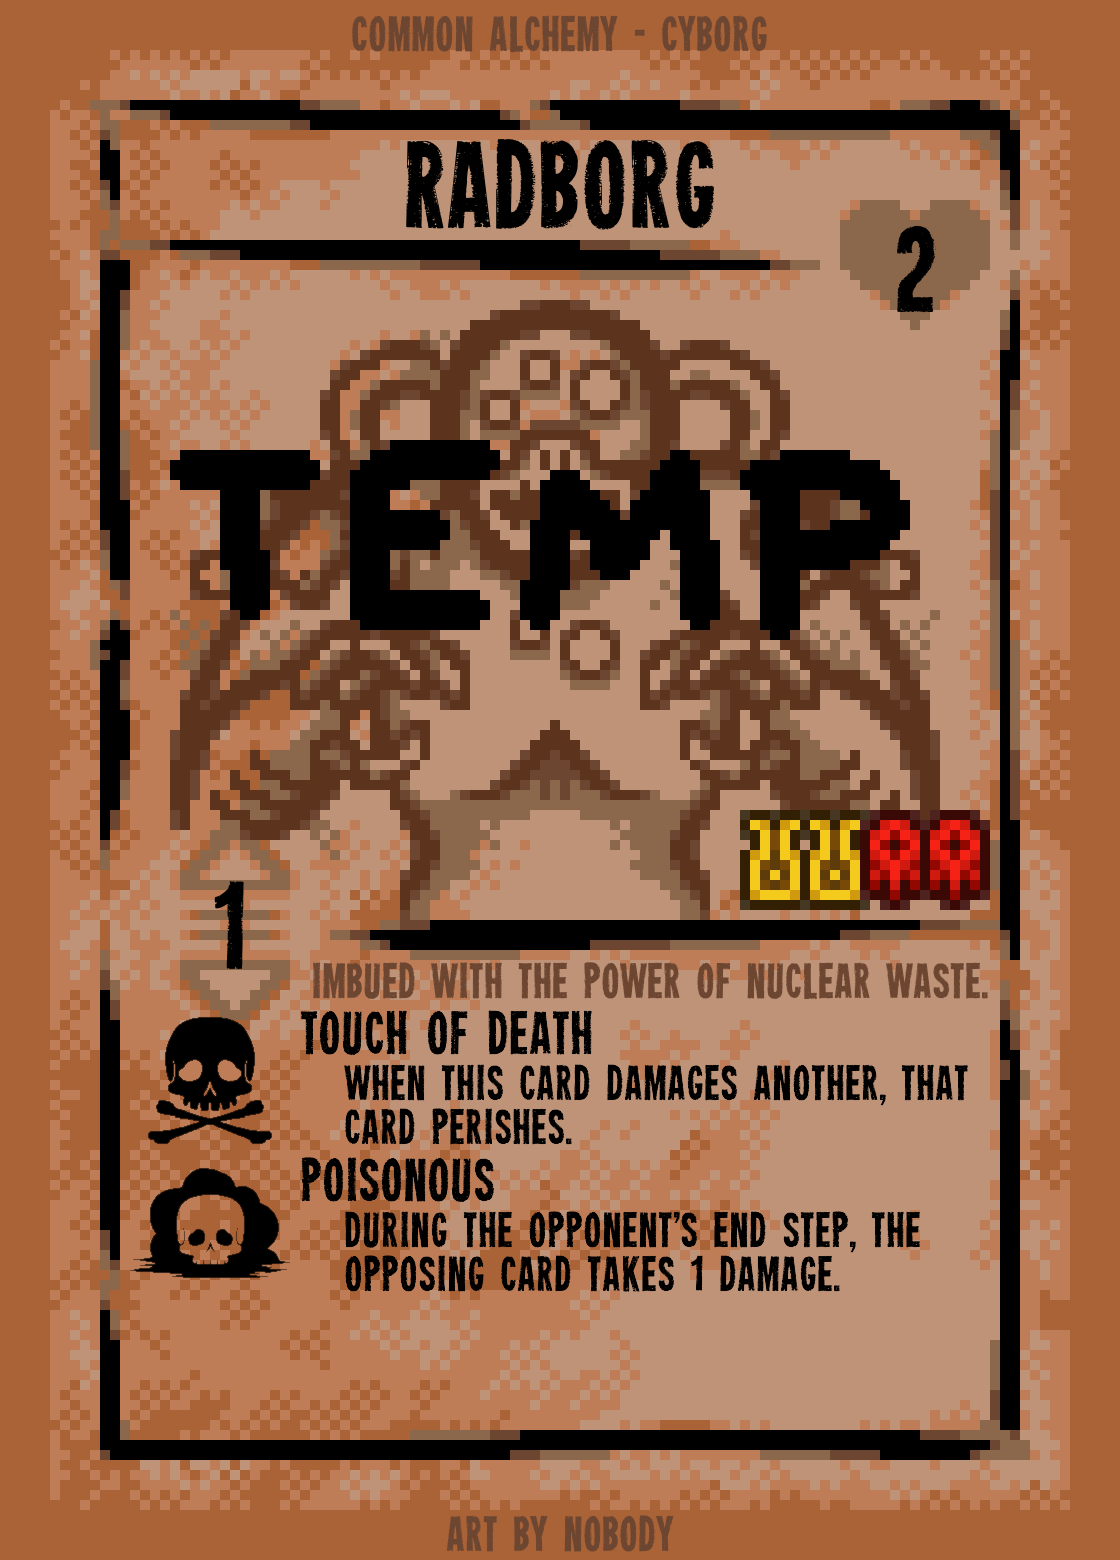 COMMON ALCHEMY - CYBORG
RADBORG
2
TEMP
1
IMBUED WITH THE POWER OF NUCLEAR WASTE.
TOUCH OF DEATH
WHEN THIS CARD DAMAGES ANOTHER, THAT
CARD PERISHES.
POISONOUS
DURING THE OPPONENT'S END STEP, THE
OPPOSING CARD TAKES 1 DAMAGE.
ART BY NOBODY